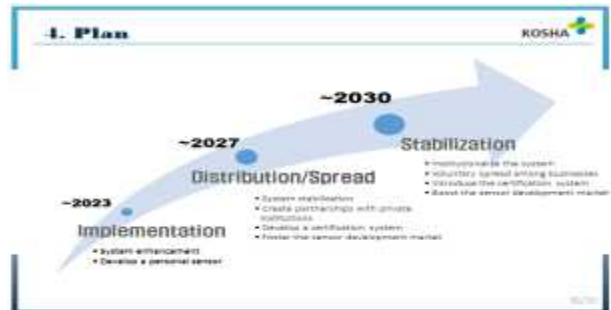 4. Plan
KOSHA
~2030
Stabilization
• Institutionalize the system
• Voluntary spread among businesses
• Introduce the certification system
• Boost the sensor development market
~2027
Distribution/Spread
• System stabilization
• Create partnerships with private
institutions
• Develop a certification system
• Foster the sensor development market
~2023
Implementation
• System enhancement
• Develop a personal sensor